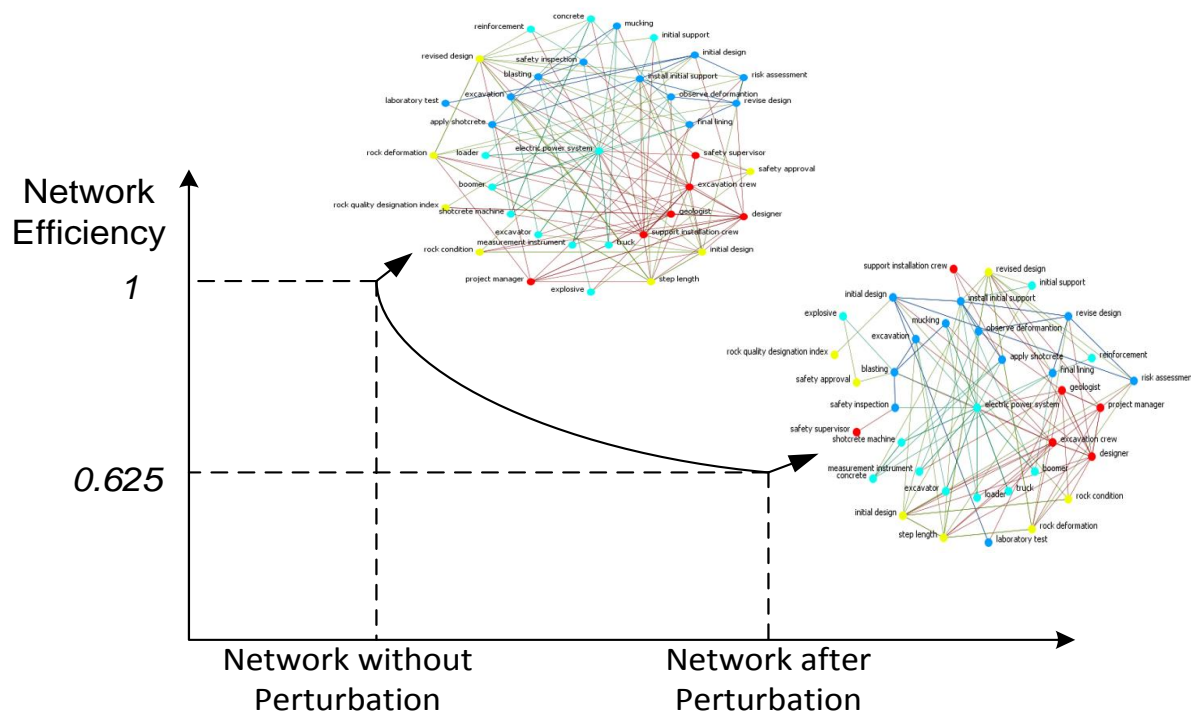 concrete
mucking
reinforcement
initial support
revised design
initial design
safety inspection
blasting
install initial support
risk assessment
excavation
observe deformantion
laboratory test
revise design
apply shotcrete
final lining
electric power system
rock deformation
loader
safety supervisor
safety approval
boomer
excavation crew
rock quality designation index
shotcrete machine
geologist
designer
excavator
support installation crew
measurement instrument
truck
rock condition
initial design
project manager
step length
explosive
Network
Efficiency
1
0.625
support installation crew
revised design
initial support
initial design
install initial support
explosive
mucking
revise design
observe deformantion
excavation
rock quality designation index
apply shotcrete
reinforcement
blasting
final lining
safety approval
risk assessment
geologist
safety inspection
electric power system
project manager
safety supervisor
shotcrete machine
excavation crew
designer
measurement instrument
boomer
concrete
excavator
truck
loader
rock condition
initial design
rock deformation
step length
laboratory test
Network without
Perturbation
Network after
Perturbation